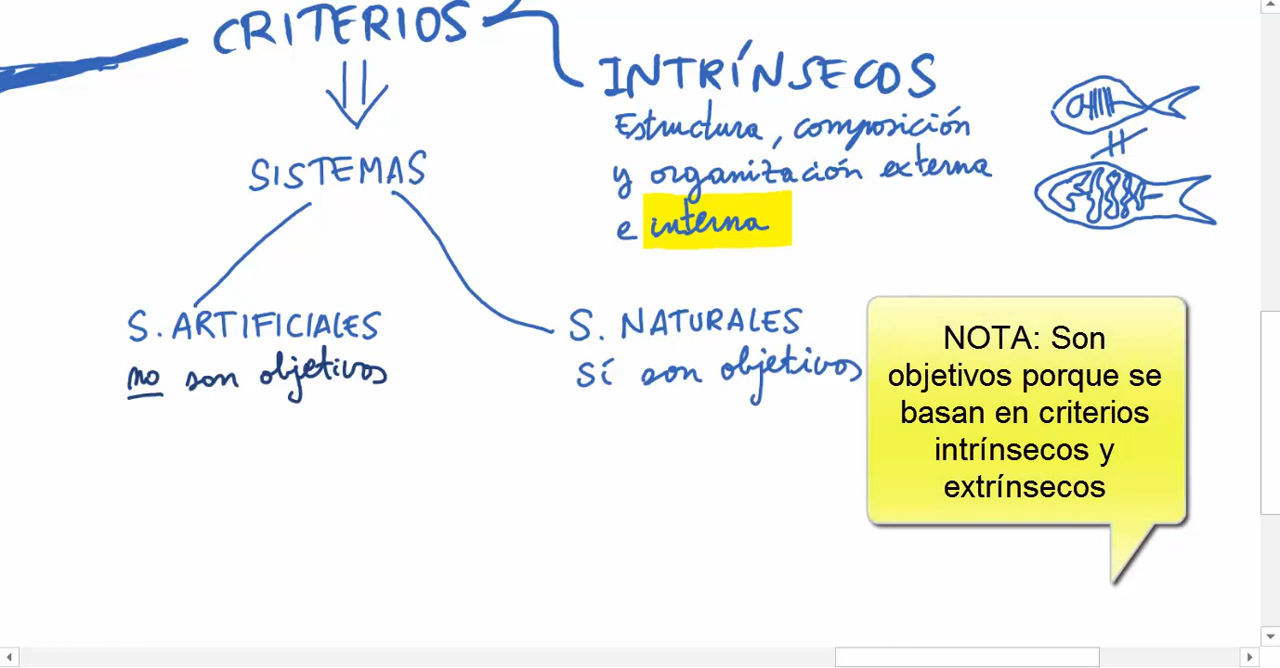 CRITERIOS
INTRÍNSECOS
Estructura, composición
y organización externa
e interna
SISTEMAS
S. ARTIFICIALES
no son objetivos
S. NATURALES
sí son objetivos
NOTA: Son
objetivos porque se
basan en criterios
intrínsecos y
extrínsecos